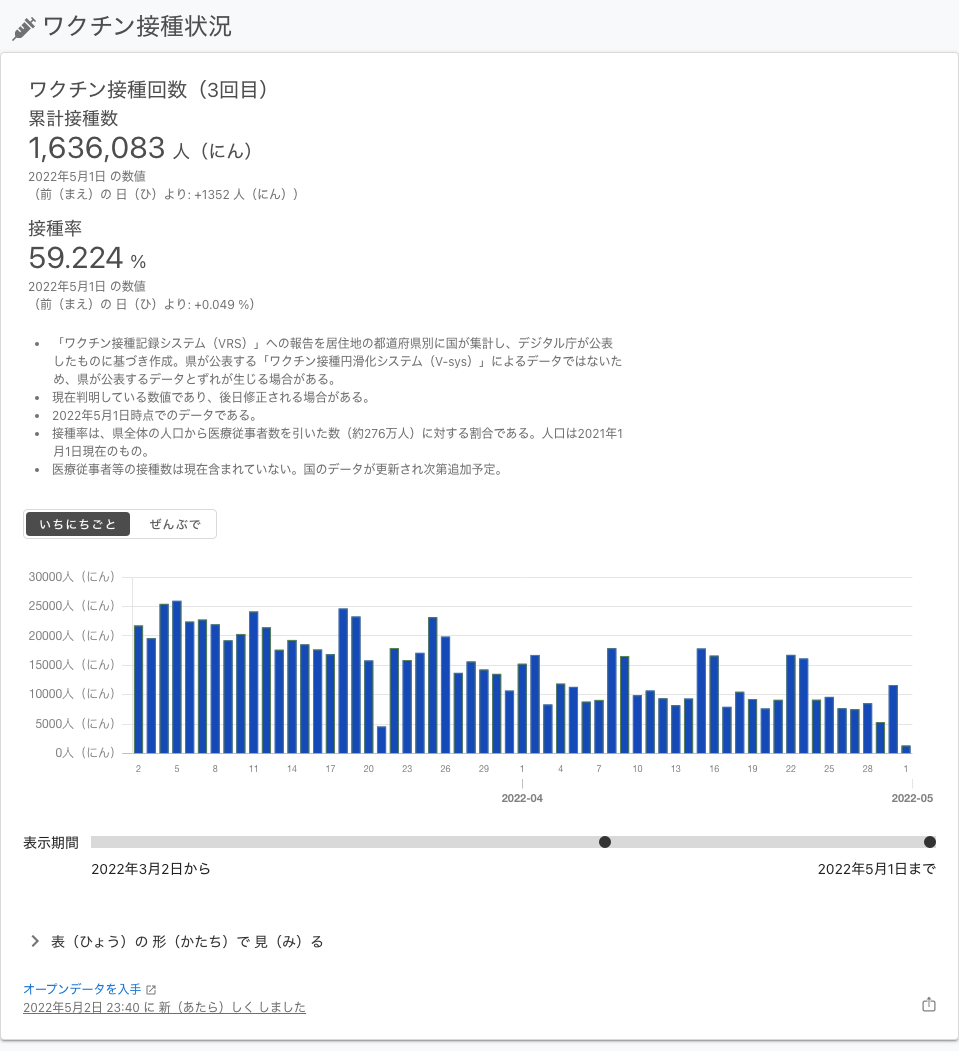 ワクチン接種状況
ワクチン接種回数（3回目）
累計接種数
1,636,083 人（にん）
2022年5月1日 の数値
（前（まえ）の 日（ひ）より: +1352 人（にん））
接種率
59.224 %
2022年5月1日 の数値
（前（まえ）の 日（ひ）より: +0.049 %）
• 「ワクチン接種記録システム（VRS）」への報告を居住地の都道府県別に国が集計し、デジタル庁が公表
したものに基づき作成。県が公表する「ワクチン接種円滑化システム（V-sys）」によるデータではないた
め、県が公表するデータとずれが生じる場合がある。
• 現在判明している数値であり、後日修正される場合がある。
• 2022年5月1日時点でのデータである。
• 接種率は、県全体の人口から医療従事者数を引いた数（約276万人）に対する割合である。人口は2021年1
月1日現在のもの。
• 医療従事者等の接種数は現在含まれていない。国のデータが更新され次第追加予定。
いちにちごと ぜんぶで
30000人（にん）
25000人（にん）
20000人（にん）
15000人（にん）
10000人（にん）
5000人（にん）
0人（にん）
2 5 8 11 14 17 20 23 26 29 1 4 7 10 13 16 19 22 25 28 1
2022-04 2022-05
表示期間
2022年3月2日から 2022年5月1日まで
表（ひょう）の 形（かたち）で 見（み）る
オープンデータを入手
2022年5月2日 23:40 に 新（あたら）しく しました